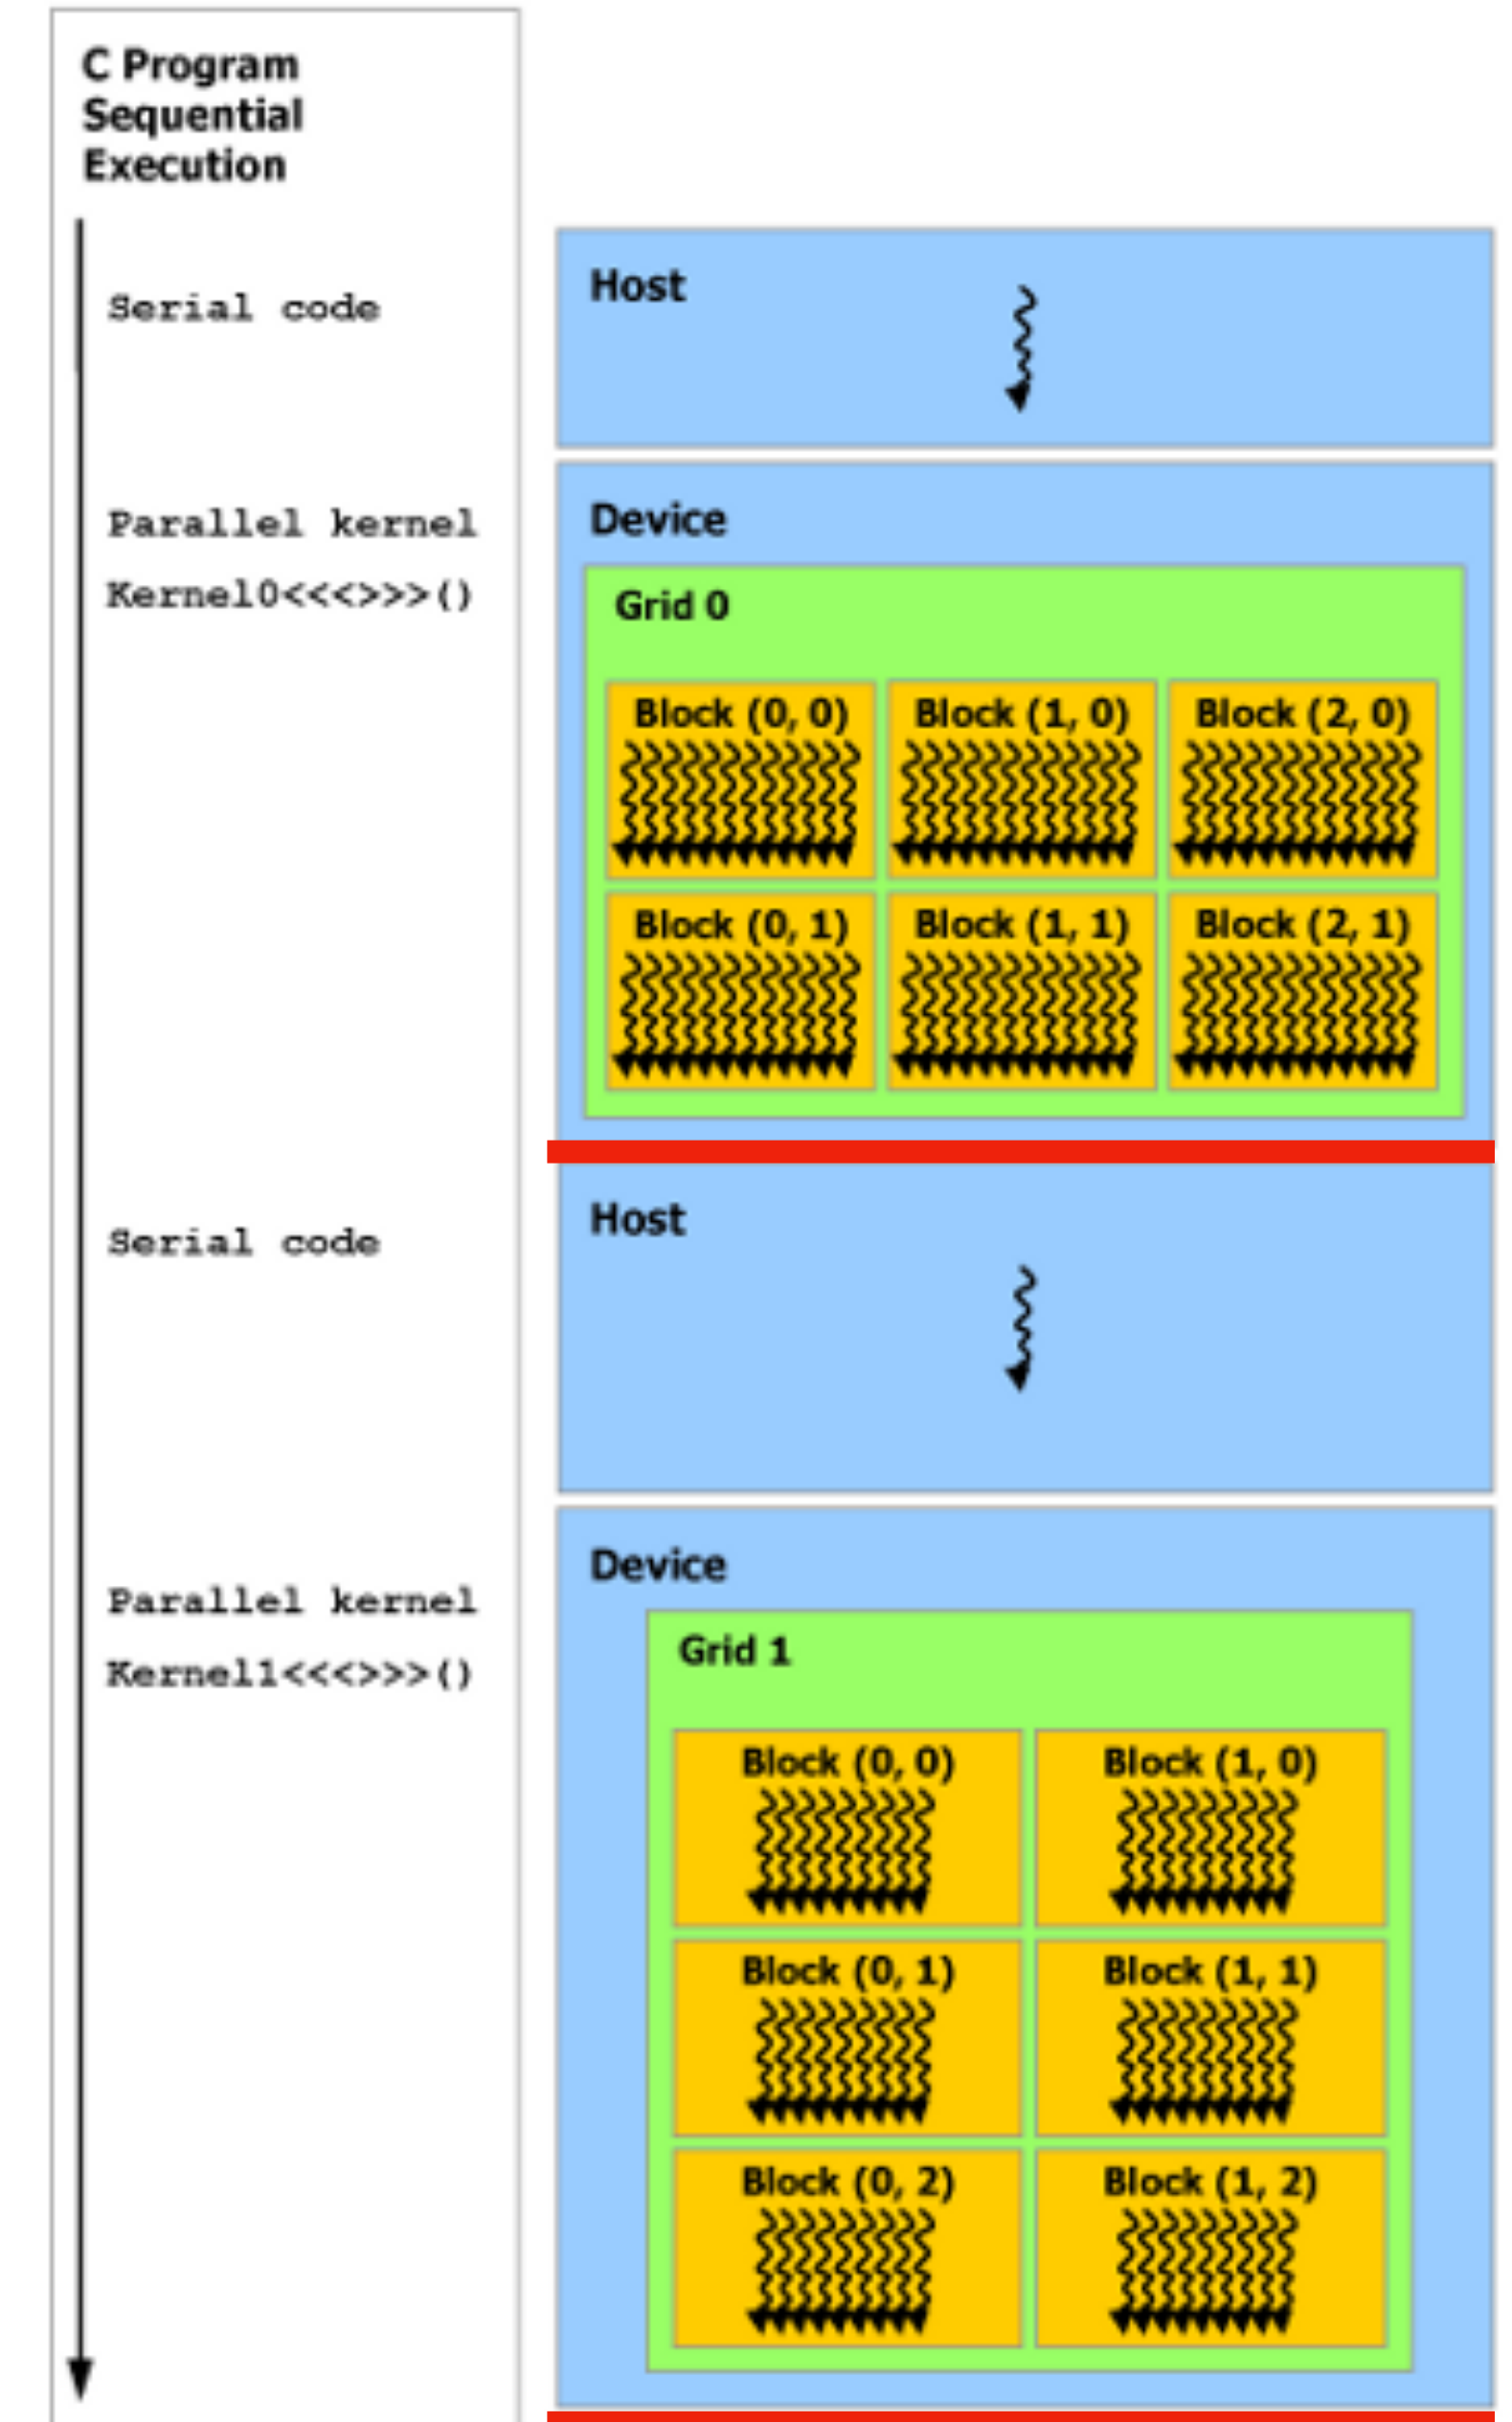 C Program
Sequential
Execution
Serial code
Host
Parallel kernel
Kernel0<<<>>>()
Device
Grid 0
Block (0, 0) Block (1, 0) Block (2, 0)
Block (0, 1) Block (1, 1) Block (2, 1)
Serial code
Host
Parallel kernel
Kernel1<<<>>>()
Device
Grid 1
Block (0, 0) Block (1, 0)
Block (0, 1) Block (1, 1)
Block (0, 2) Block (1, 2)